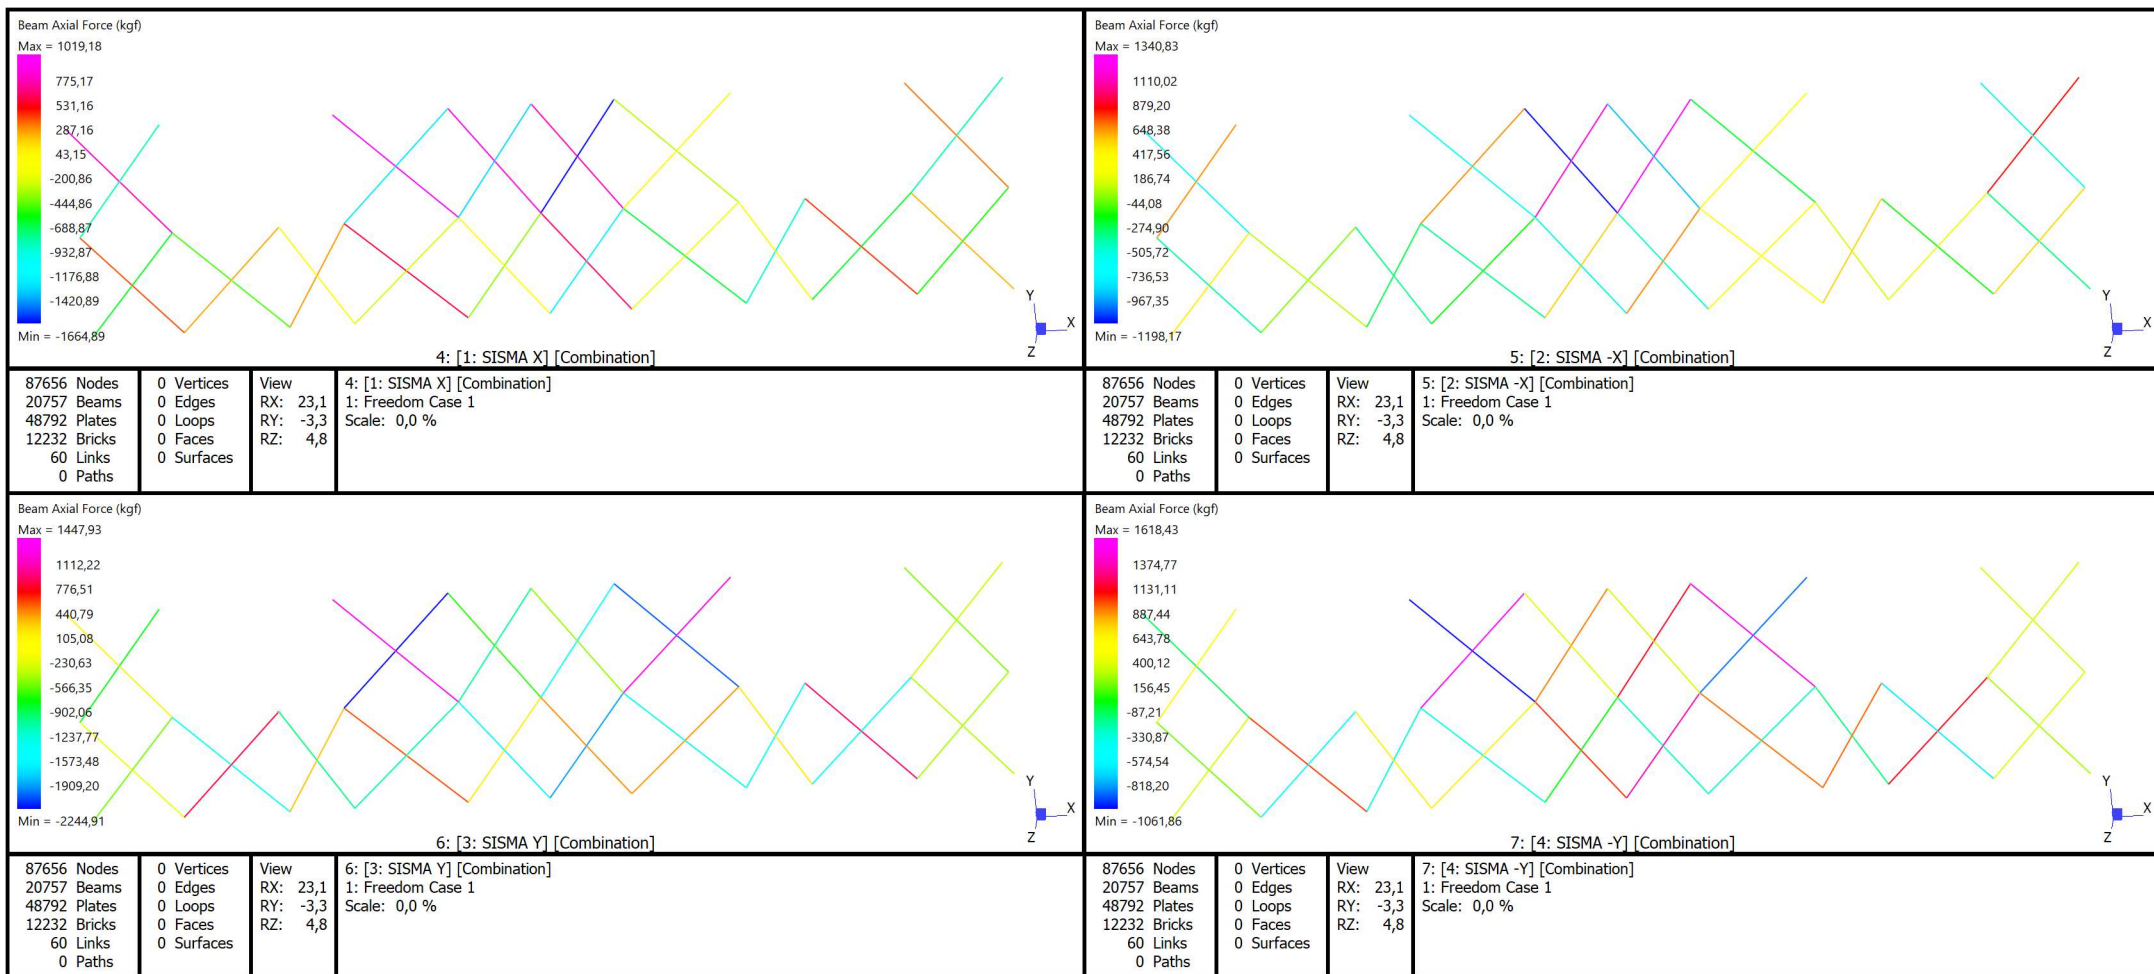 Beam Axial Force (kgf)
Max = 1019,18
775,17
531,16
287,16
43,15
-200,86
-444,86
-688,87
-932,87
-1176,88
-1420,89
Min = -1664,89
Y
X
Z
4: [1: SISMA X] [Combination]
Beam Axial Force (kgf)
Max = 1340,83
1110,02
879,20
648,38
417,56
186,74
-44,08
-274,90
-505,72
-736,53
-967,35
Min = -1198,17
Y
X
Z
5: [2: SISMA -X] [Combination]
87656 Nodes
20757 Beams
48792 Plates
12232 Bricks
60 Links
0 Paths
0 Vertices
0 Edges
0 Loops
0 Faces
0 Surfaces
View
RX: 23,1
RY: -3,3
RZ: 4,8
4: [1: SISMA X] [Combination]
1: Freedom Case 1
Scale: 0,0 %
87656 Nodes
20757 Beams
48792 Plates
12232 Bricks
60 Links
0 Paths
0 Vertices
0 Edges
0 Loops
0 Faces
0 Surfaces
View
RX: 23,1
RY: -3,3
RZ: 4,8
5: [2: SISMA -X] [Combination]
1: Freedom Case 1
Scale: 0,0 %
Beam Axial Force (kgf)
Max = 1447,93
1112,22
776,51
440,79
105,08
-230,63
-566,35
-902,06
-1237,77
-1573,48
-1909,20
Min = -2244,91
Y
X
Z
6: [3: SISMA Y] [Combination]
Beam Axial Force (kgf)
Max = 1618,43
1374,77
1131,11
887,44
643,78
400,12
156,45
-87,21
-330,87
-574,54
-818,20
Min = -1061,86
Y
X
Z
7: [4: SISMA -Y] [Combination]
87656 Nodes
20757 Beams
48792 Plates
12232 Bricks
60 Links
0 Paths
0 Vertices
0 Edges
0 Loops
0 Faces
0 Surfaces
View
RX: 23,1
RY: -3,3
RZ: 4,8
6: [3: SISMA Y] [Combination]
1: Freedom Case 1
Scale: 0,0 %
87656 Nodes
20757 Beams
48792 Plates
12232 Bricks
60 Links
0 Paths
0 Vertices
0 Edges
0 Loops
0 Faces
0 Surfaces
View
RX: 23,1
RY: -3,3
RZ: 4,8
7: [4: SISMA -Y] [Combination]
1: Freedom Case 1
Scale: 0,0 %